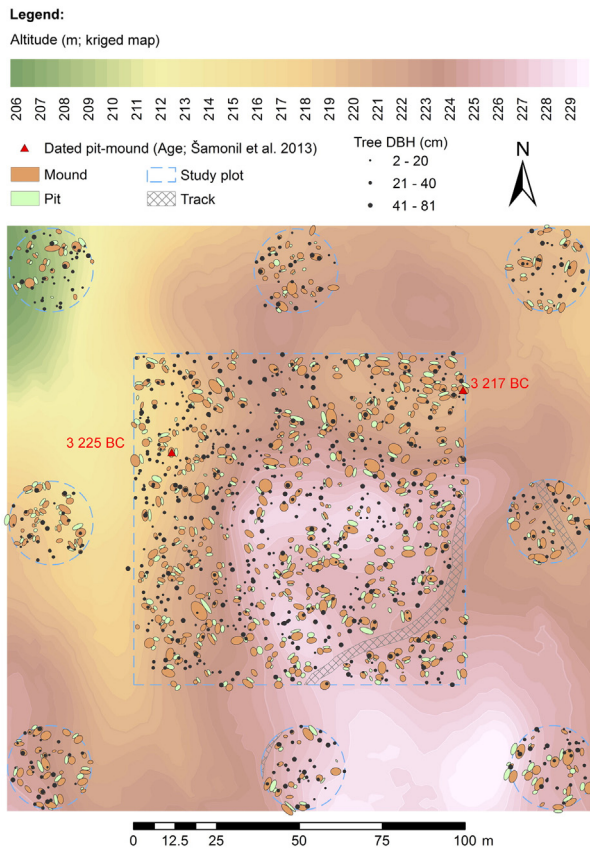 Legend:
Altitude (m; kriged map)
206 207 208 209 210 211 212 213 214 215 216 217 218 219 220 221 222 223 224 225 226 227 228 229
Dated pit-mound (Age; Šamonil et al. 2013)
Mound
Study plot
Pit
Track
Tree DBH (cm)
2 - 20
21 - 40
41 - 81
N
3 217 BC
3 225 BC
0 12.5 25 50 75 100 m